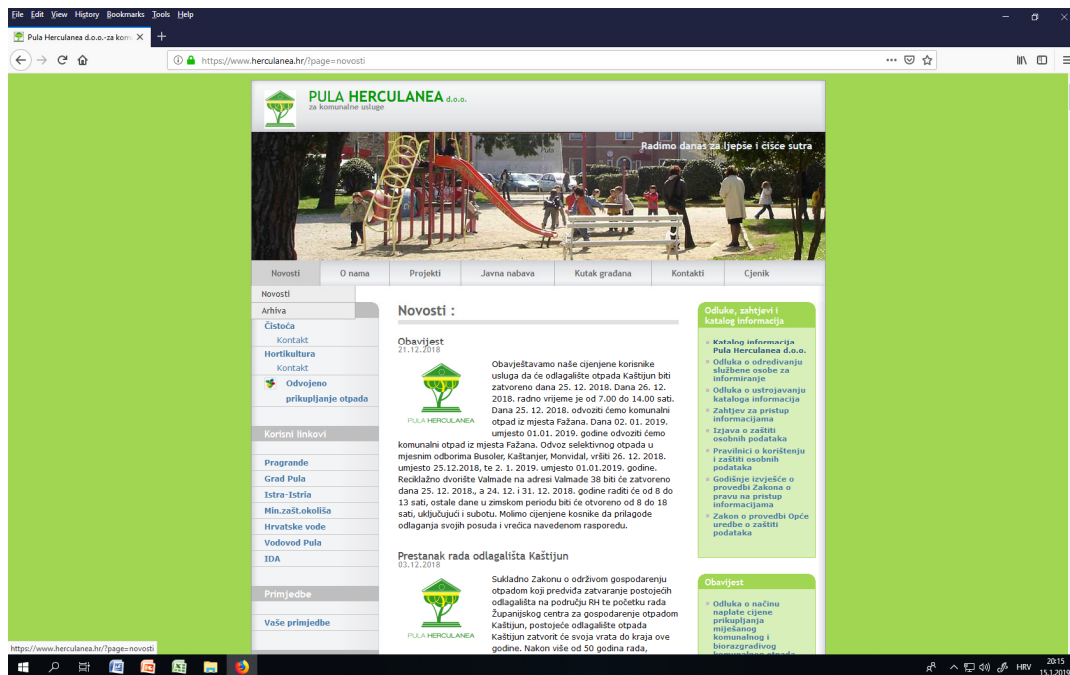 File Edit View History Bookmarks Tools Help
Pula Herculanea d.o.o.-za kom
https://www.herculanea.hr/?page=novosti
PULA HERCULANEA d.o.o.
za komunalne usluge
Radimo danas za ljepše i čišće sutra
Novosti O nama Projekti Javna nabava Kutak građana Kontakti Cjenik
Novosti
Arhiva
Čistoća
Kontakt
Hortikultura
Kontakt
Odvojeno
prikupljanje otpada
Korisni linkovi
Pragrande
Grad Pula
Istra-Istria
Min.zašt.okoliša
Hrvatske vode
Vodovod Pula
IDA
Primjedbe
Vaše primjedbe
Novosti :
Obavijest
21.12.2018
PULA HERCULANEA
Obavještavamo naše cijenjene korisnike
usluga da će odlagalište otpada Kaštijun biti
zatvoreno dana 25. 12. 2018. Dana 26. 12.
2018. radno vrijeme je od 7.00 do 14.00 sati.
Dana 25. 12. 2018. odvoziti ćemo komunalni
otpad iz mjesta Fažana. Dana 02. 01. 2019.
umjesto 01.01. 2019. godine odvoziti ćemo
komunalni otpad iz mjesta Fažana. Odvoz selektivnog otpada u
mjesnim odborima Busoler, Kaštanjer, Monvidal, vršiti 26. 12. 2018.
umjesto 25.12.2018, te 2. 1. 2019. umjesto 01.01.2019. godine.
Reciklažno dvorište Valmade na adresi Valmade 38 biti će zatvoreno
dana 25. 12. 2018., a 24. 12. i 31. 12. 2018. godine raditi će od 8 do
13 sati, ostale dane u zimskom periodu biti će otvoreno od 8 do 18
sati, uključujući i subotu. Molimo cijenjene kosnike da prilagode
odlaganja svojih posuda i vrećica navedenom rasporedu.
Prestanak rada odlagališta Kaštijun
03.12.2018
PULA HERCULANEA
Sukladno Zakonu o održivom gospodarenju
otpadom koji predviđa zatvaranje postojećih
odlagališta na području RH te početku rada
Županijskog centra za gospodarenje otpadom
Kaštijun, postojeće odlagalište otpada
Kaštijun zatvorit će svoja vrata do kraja ove
godine. Nakon više od 50 godina rada,
Odluke, zahtjevi i
katalog informacija
Katalog informacija
Pula Herculanea d.o.o.
Odluka o određivanju
službene osobe za
informiranje
Odluka o ustrojavanju
kataloga informacija
Zahtjev za pristup
informacijama
Izjava o zaštiti
osobnih podataka
Pravilnici o korištenju
i zaštiti osobnih
podataka
Godišnje izvješće o
provedbi Zakona o
pravu na pristup
informacijama
Zakon o provedbi Opće
uredbe o zaštiti
podataka
Obavijest
Odluka o načinu
naplate cijene
prikupljanja
miješanog
komunalnog i
biorazgradivog
komunalnog otpada
https://www.herculanea.hr/?page=novosti
HRV
20:15
15.1.2019